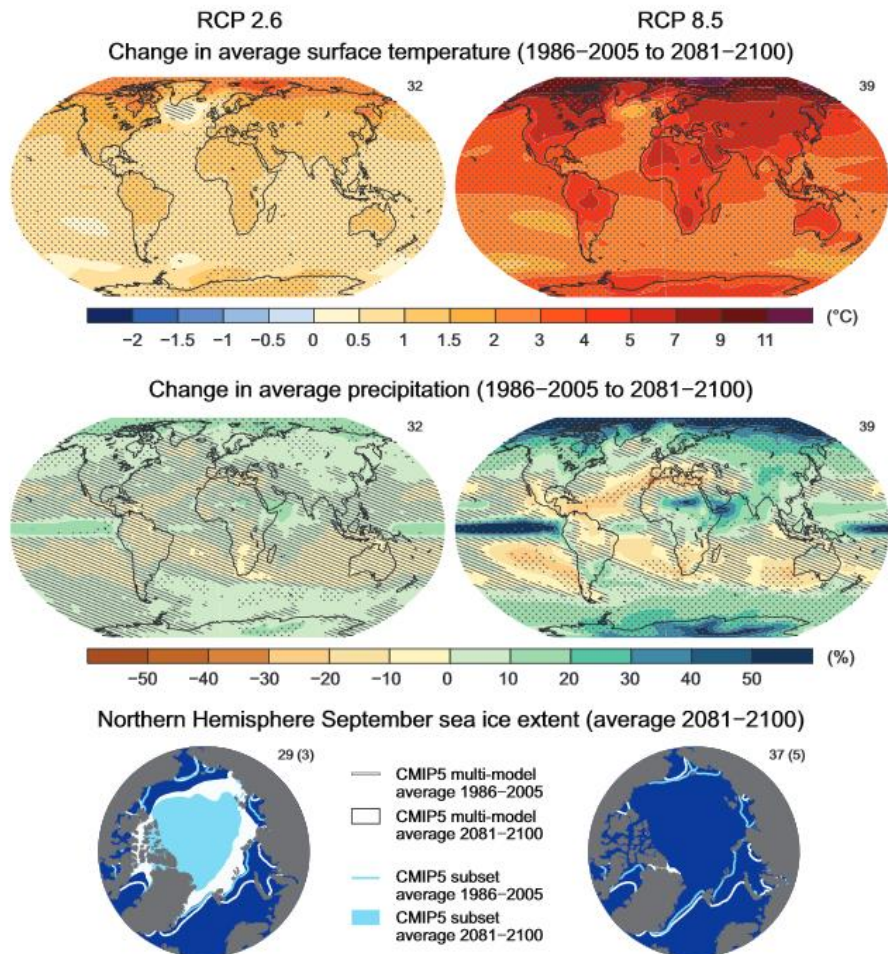 RCP 2.6 RCP 8.5
Change in average surface temperature (1986−2005 to 2081−2100)
32 39
−2 −1.5 −1 −0.5 0 0.5 1 1.5 2 3 4 5 7 9 11 (°C)
Change in average precipitation (1986−2005 to 2081−2100)
32 39
−50 −40 −30 −20 −10 0 10 20 30 40 50 (%)
Northern Hemisphere September sea ice extent (average 2081−2100)
29 (3) 37 (5)
CMIP5 multi-model
average 1986−2005
CMIP5 multi-model
average 2081−2100
CMIP5 subset
average 1986−2005
CMIP5 subset
average 2081−2100